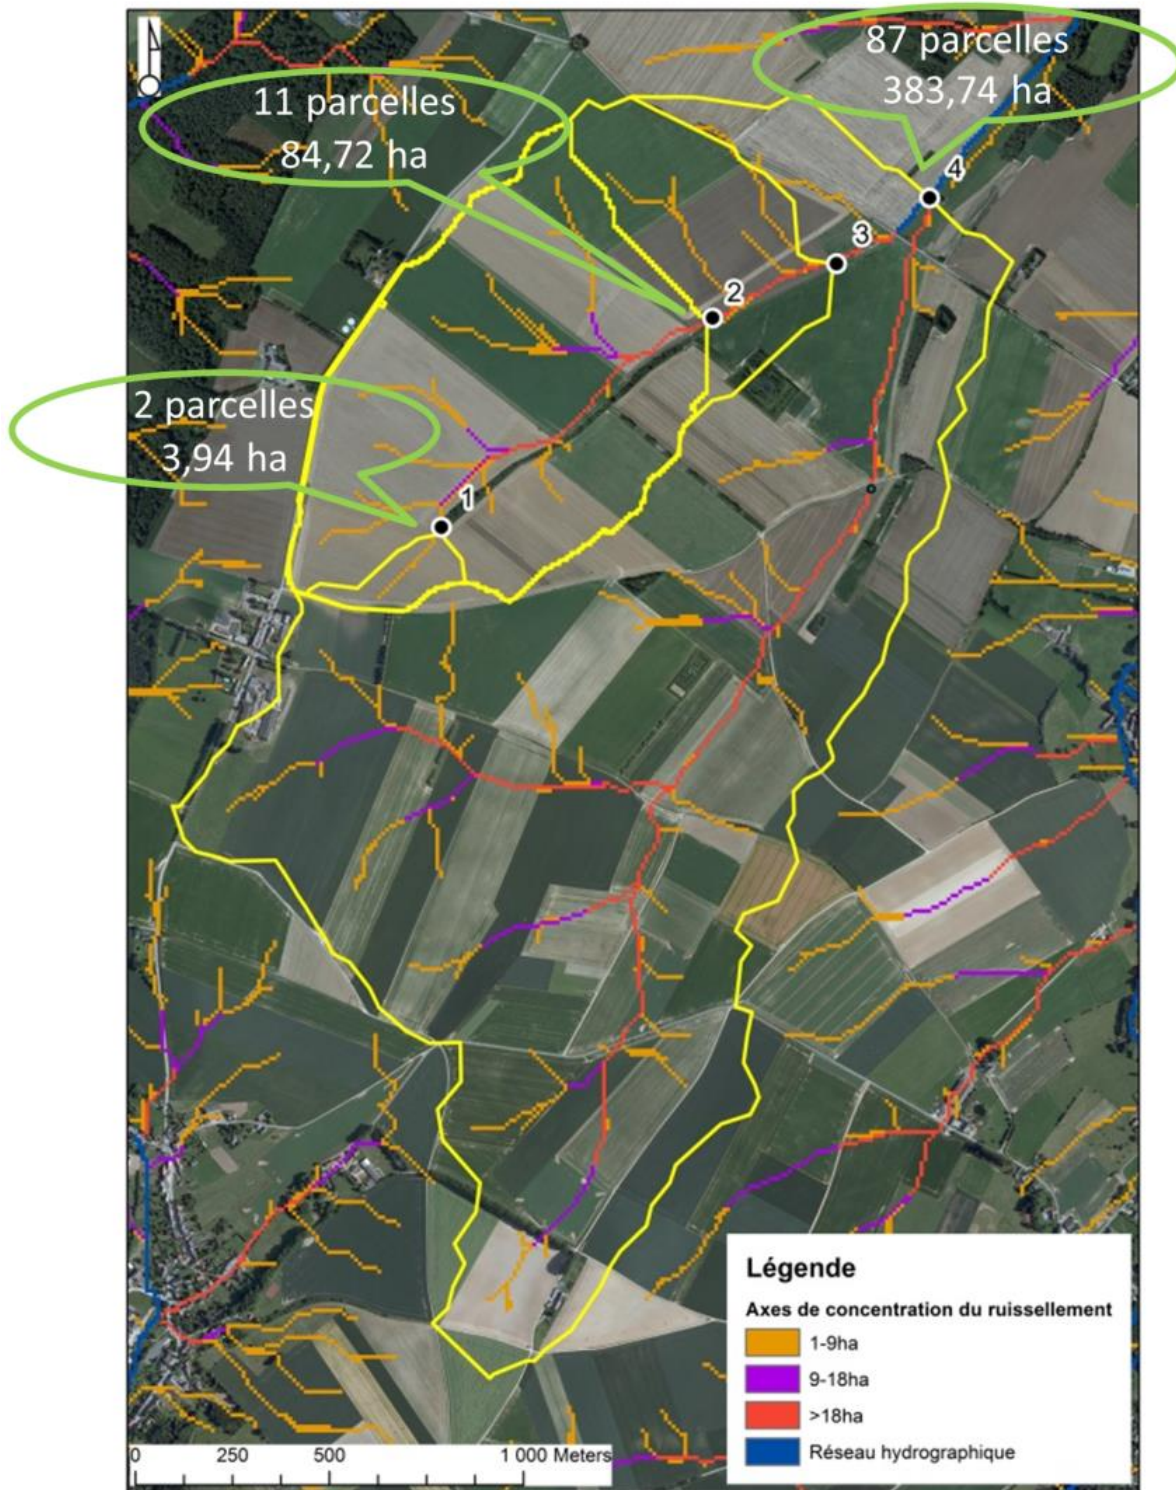 87 parcelles
383,74 ha
11 parcelles
84,72 ha
4
3
2
2 parcelles
3,94 ha
1
Légende
Axes de concentration du ruissellement
1-9ha
9-18ha
>18ha
Réseau hydrographique
0 250 500 1 000 Meters